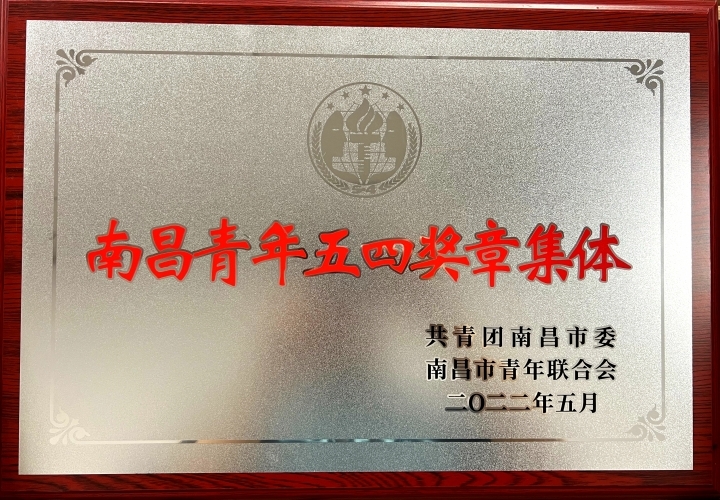 南昌青年五四奖章集体
共青团南昌市委
南昌市青年联合会
二〇二二年五月